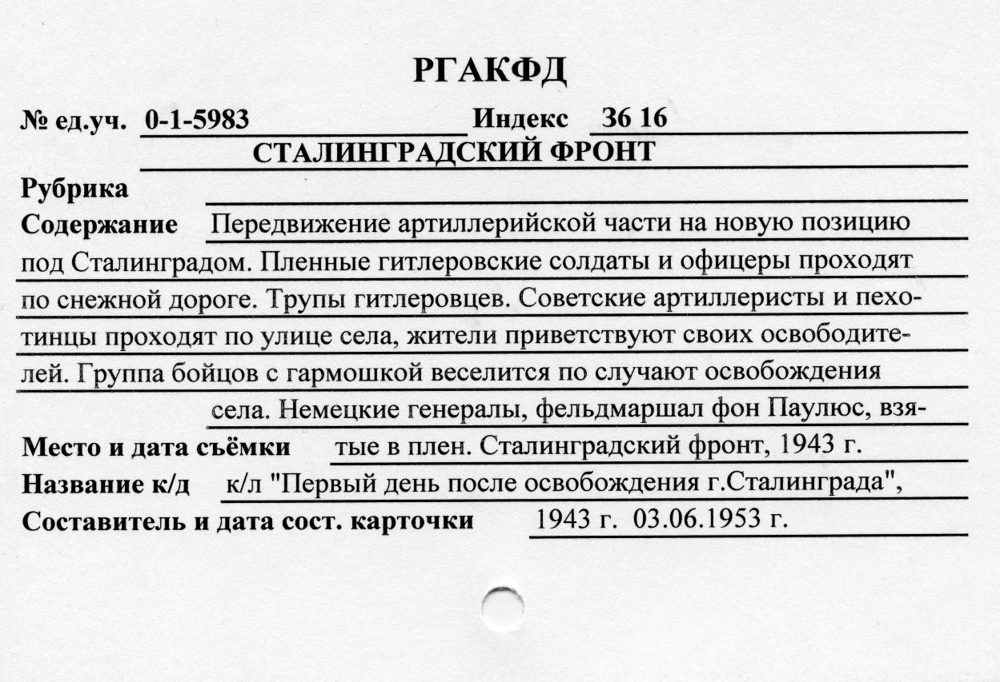 РГАКФД
№ ед.уч. 0-1-5983 Индекс З6 16
СТАЛИНГРАДСКИЙ ФРОНТ
Рубрика
Содержание Передвижение артиллерийской части на новую позицию
под Сталинградом. Пленные гитлеровские солдаты и офицеры проходят
по снежной дороге. Трупы гитлеровцев. Советские артиллеристы и пехо-
тинцы проходят по улице села, жители приветствуют своих освободите-
лей. Группа бойцов с гармошкой веселится по случают освобождения
села. Немецкие генералы, фельдмаршал фон Паулюс, взя-
Место и дата съёмки тые в плен. Сталинградский фронт, 1943 г.
Название к/д к/л "Первый день после освобождения г.Сталинграда",
Составитель и дата сост. карточки 1943 г. 03.06.1953 г.